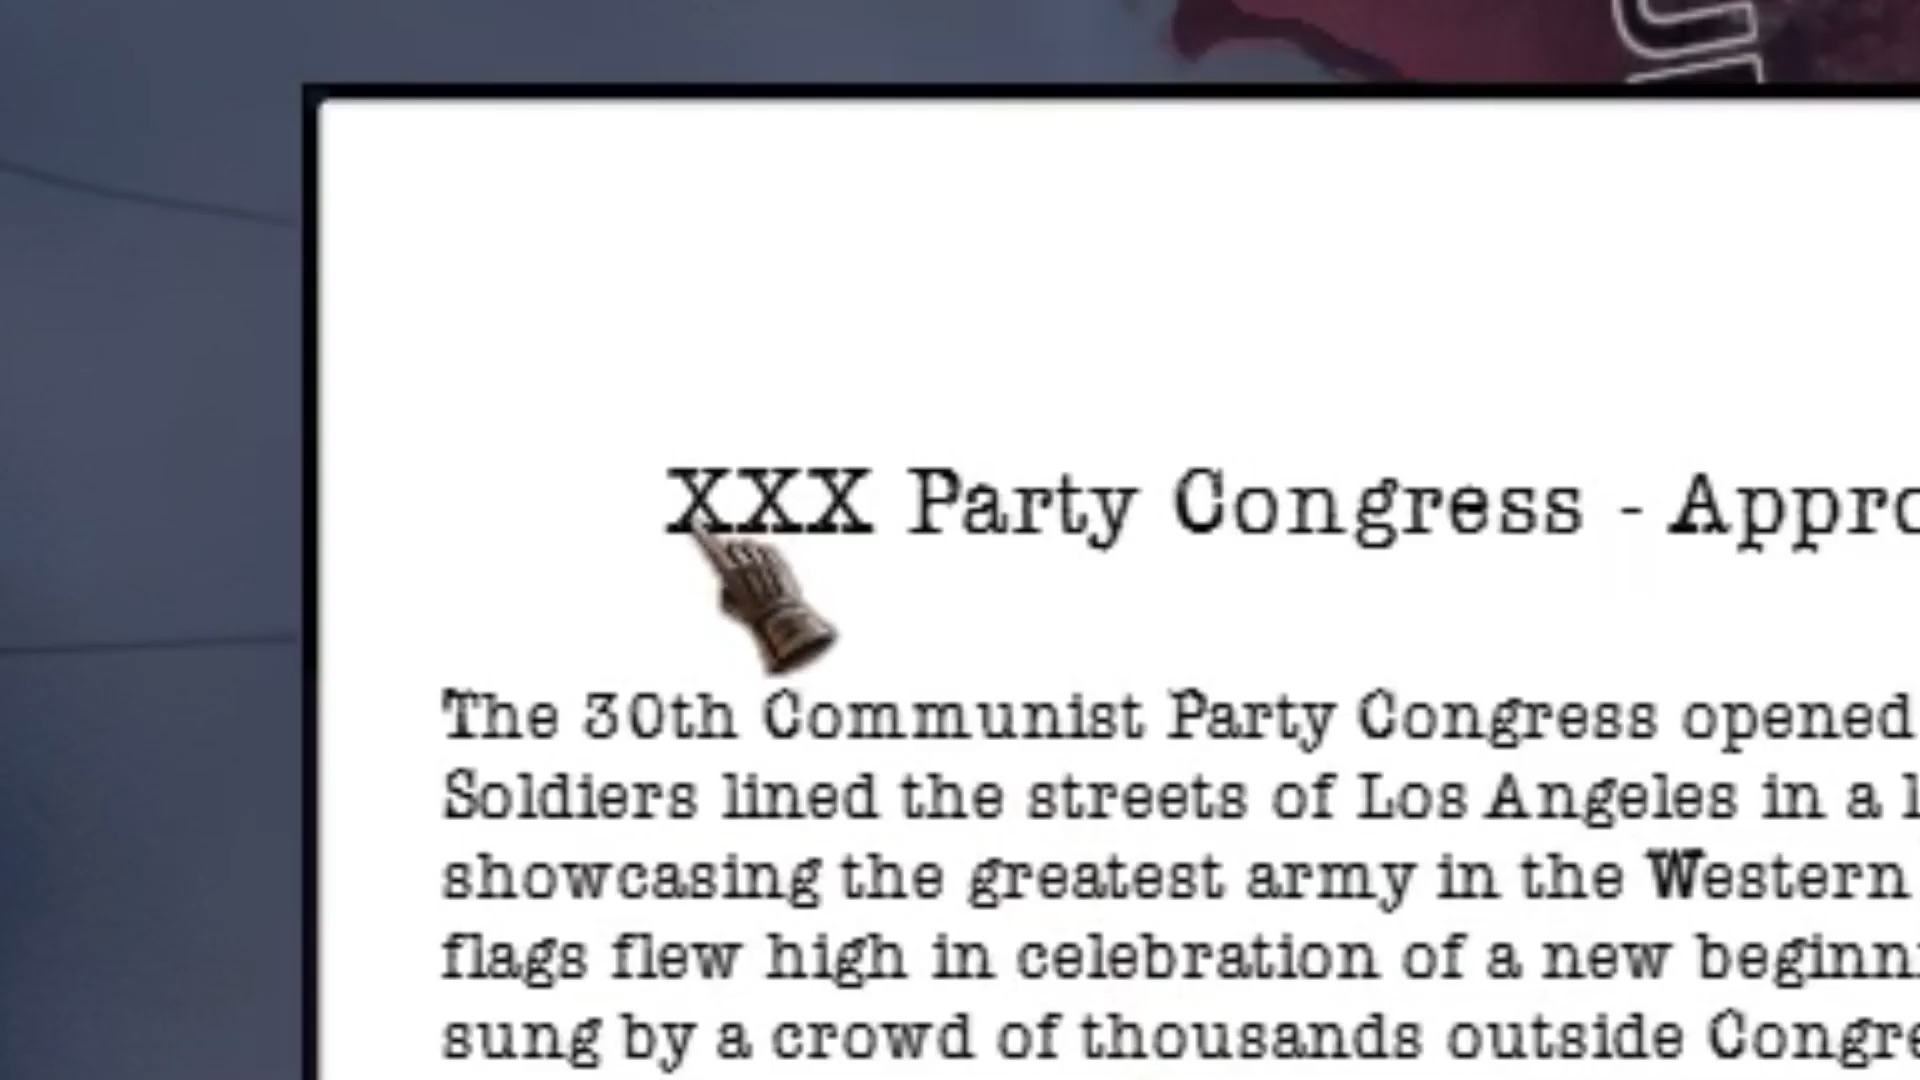 XXX Party Congress - Appro
The 30th Communist Party Congress opened
Soldiers lined the streets of Los Angeles in a l
showcasing the greatest army in the Western
flags flew high in celebration of a new beginni
sung by a crowd of thousands outside Congre